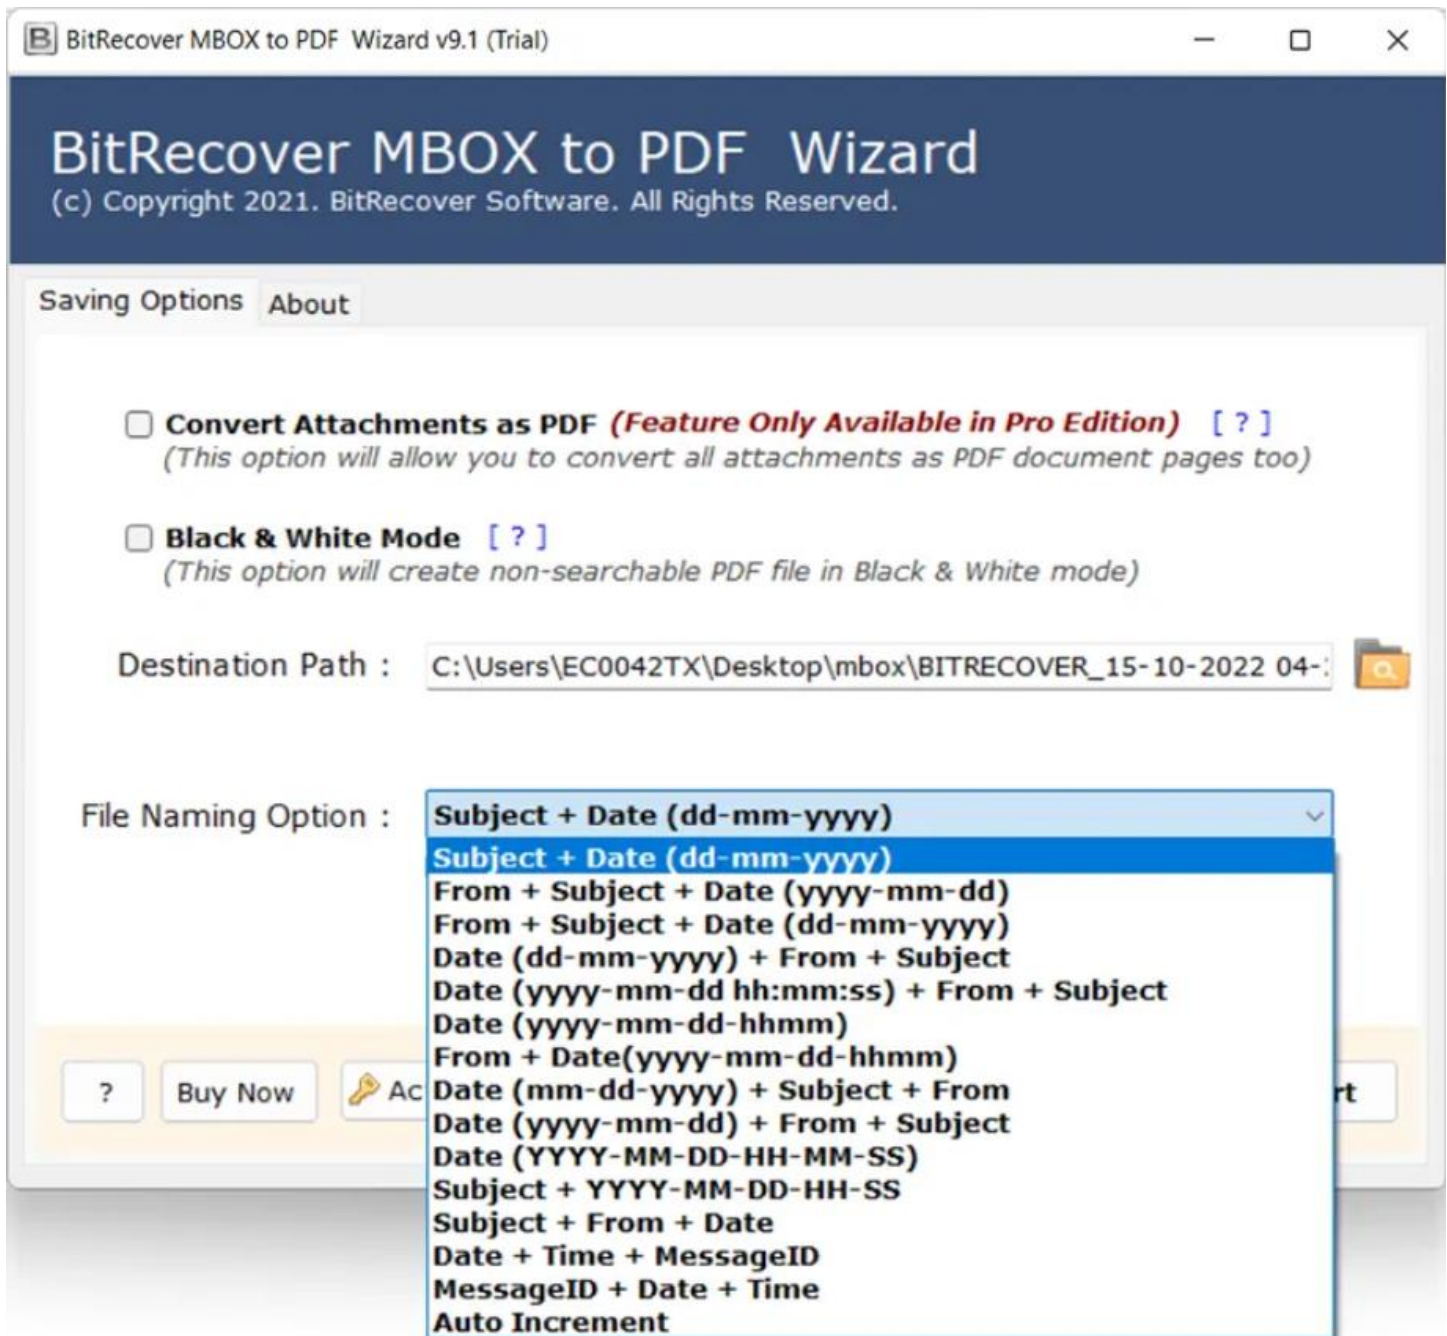 BitRecover MBOX to PDF  Wizard v9.1 (Trial)
BitRecover MBOX to PDF  Wizard
(c) Copyright 2021. BitRecover Software. All Rights Reserved.
Saving Options About
Convert Attachments as PDF (Feature Only Available in Pro Edition) [ ? ]
(This option will allow you to convert all attachments as PDF document pages too)
Black & White Mode [ ? ]
(This option will create non-searchable PDF file in Black & White mode)
Destination Path : C:\Users\EC0042TX\Desktop\mbox\BITRECOVER_15-10-2022 04-
File Naming Option : Subject + Date (dd-mm-yyyy)
Subject + Date (dd-mm-yyyy)
From + Subject + Date (yyyy-mm-dd)
From + Subject + Date (dd-mm-yyyy)
Date (dd-mm-yyyy) + From + Subject
Date (yyyy-mm-dd hh:mm:ss) + From + Subject
Date (yyyy-mm-dd-hhmm)
From + Date(yyyy-mm-dd-hhmm)
? Buy Now Ac Date (mm-dd-yyyy) + Subject + From rt
Date (yyyy-mm-dd) + From + Subject
Date (YYYY-MM-DD-HH-MM-SS)
Subject + YYYY-MM-DD-HH-SS
Subject + From + Date
Date + Time + MessageID
MessageID + Date + Time
Auto Increment